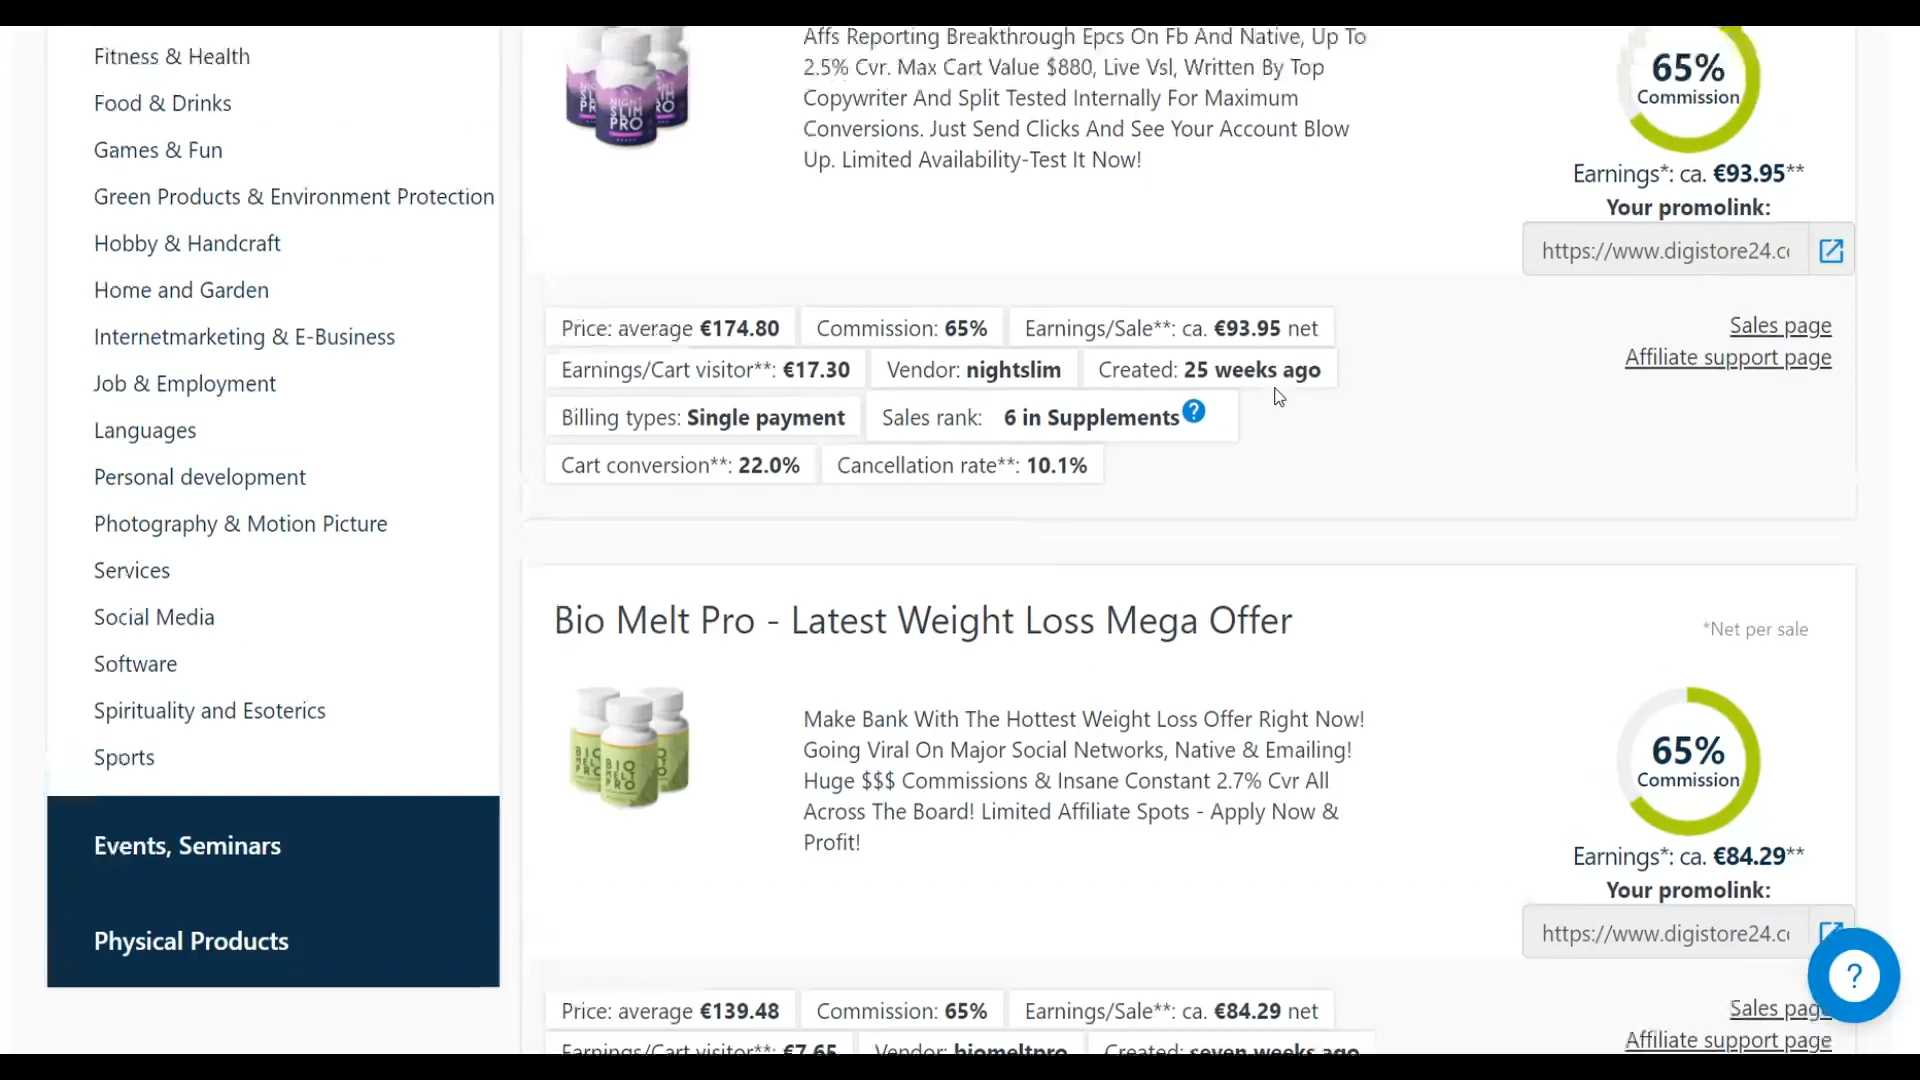 Fitness & Health
Food & Drinks
Games & Fun
Green Products & Environment Protection
Hobby & Handcraft
Home and Garden
Internetmarketing & E-Business
Job & Employment
Languages
Personal development
Photography & Motion Picture
Services
Social Media
Software
Spirituality and Esoterics
Sports
Events, Seminars
Physical Products
NIGHT
SLIM
PRO
Affs Reporting Breakthrough Epcs On Fb And Native, Up To
2.5% Cvr. Max Cart Value $880, Live Vsl, Written By Top
Copywriter And Split Tested Internally For Maximum
Conversions. Just Send Clicks And See Your Account Blow
Up. Limited Availability-Test It Now!
65%
Commission
Earnings*: ca. €93.95**
Your promolink:
https://www.digistore24.c
Price: average €174.80
Commission: 65%
Earnings/Sale**: ca. €93.95 net
Earnings/Cart visitor**: €17.30
Vendor: nightslim
Created: 25 weeks ago
Billing types: Single payment
Sales rank: 6 in Supplements ?
Cart conversion**: 22.0%
Cancellation rate**: 10.1%
Sales page
Affiliate support page
Bio Melt Pro - Latest Weight Loss Mega Offer
*Net per sale
Make Bank With The Hottest Weight Loss Offer Right Now!
Going Viral On Major Social Networks, Native & Emailing!
Huge $$$ Commissions & Insane Constant 2.7% Cvr All
Across The Board! Limited Affiliate Spots - Apply Now &
Profit!
65%
Commission
Earnings*: ca. €84.29**
Your promolink:
https://www.digistore24.c
Price: average €139.48
Commission: 65%
Earnings/Sale**: ca. €84.29 net
Earnings/Cart visitor**: €7.65
Vendor: biomeltpro
Created: seven weeks ago
Sales pag
Affiliate support page
?